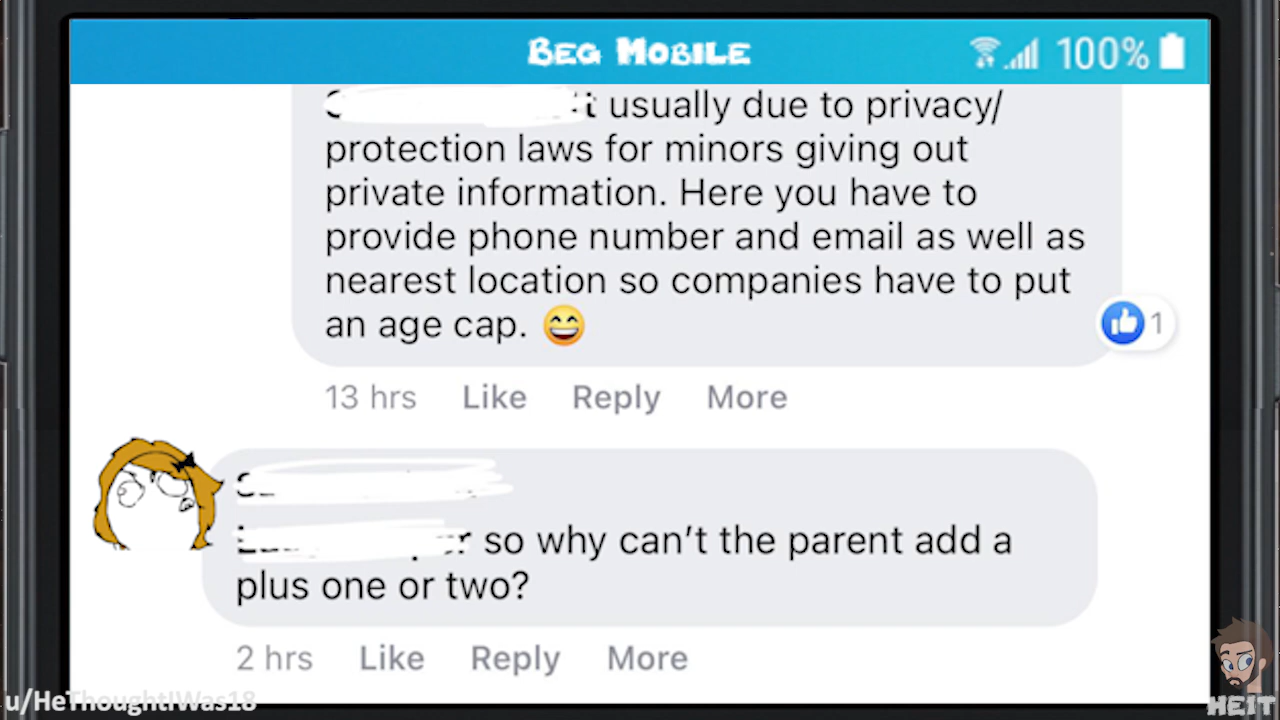 BEG MOBILE
100%
usually due to privacy/
protection laws for minors giving out
private information. Here you have to
provide phone number and email as well as
nearest location so companies have to put
an age cap. 😄
1
13 hrs Like Reply More
so why can't the parent add a
plus one or two?
2 hrs Like Reply More
u/HeThoughtIWas18
HEIT